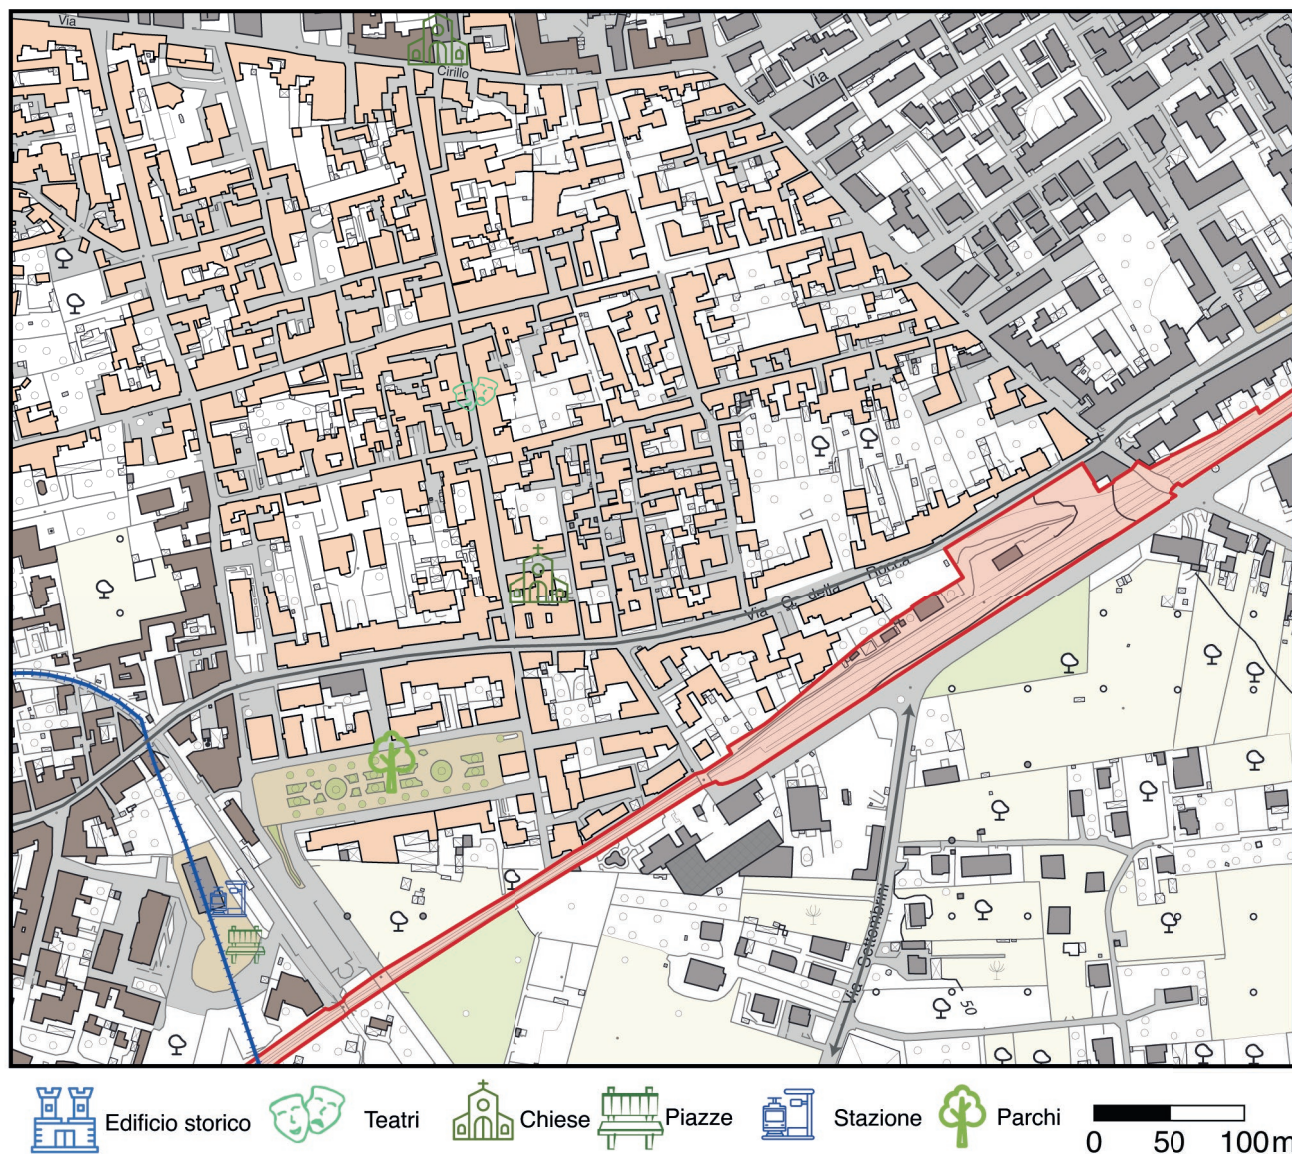 Via
Cirillo
Via
Via G. della Rocca
Via Settembrini
50
Edificio storico
Teatri
Chiese
Piazze
Stazione
Parchi
0 50 100m